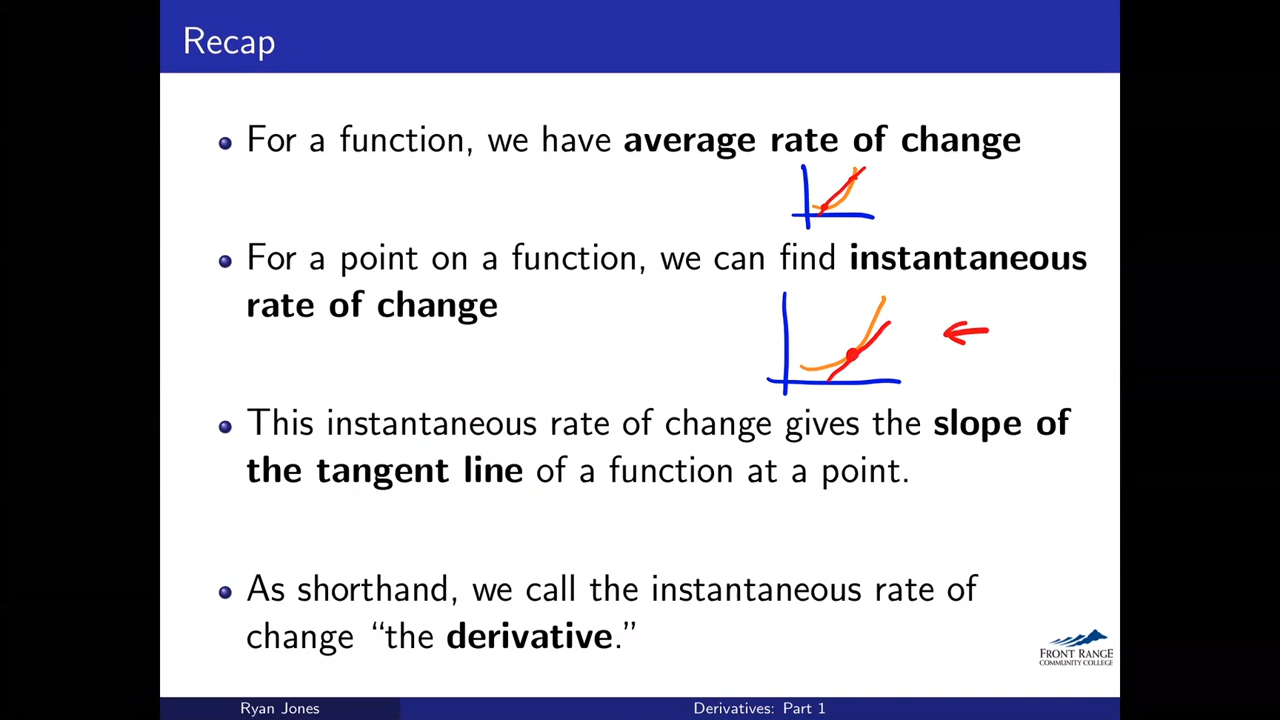 Recap
For a function, we have average rate of change
For a point on a function, we can find instantaneous
rate of change
This instantaneous rate of change gives the slope of
the tangent line of a function at a point.
As shorthand, we call the instantaneous rate of
change “the derivative.”
FRONT RANGE
COMMUNITY COLLEGE
Ryan Jones
Derivatives: Part 1